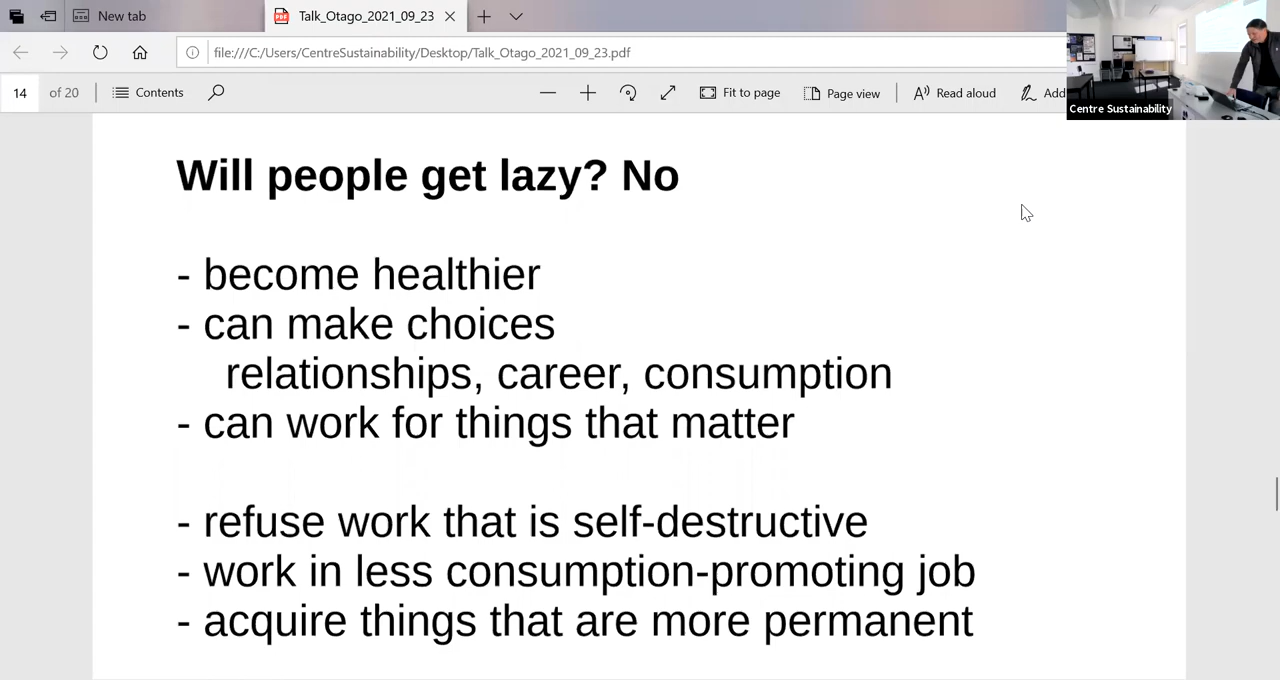 New tab
Talk_Otago_2021_09_23.pdf
file:///C:/Users/CentreSustainability/Desktop/Talk_Otago_2021_09_23.pdf
14 of 20
Contents
Fit to page
Page view
Read aloud
Add
Centre Sustainability
Will people get lazy? No
- become healthier
- can make choices
relationships, career, consumption
- can work for things that matter
- refuse work that is self-destructive
- work in less consumption-promoting job
- acquire things that are more permanent